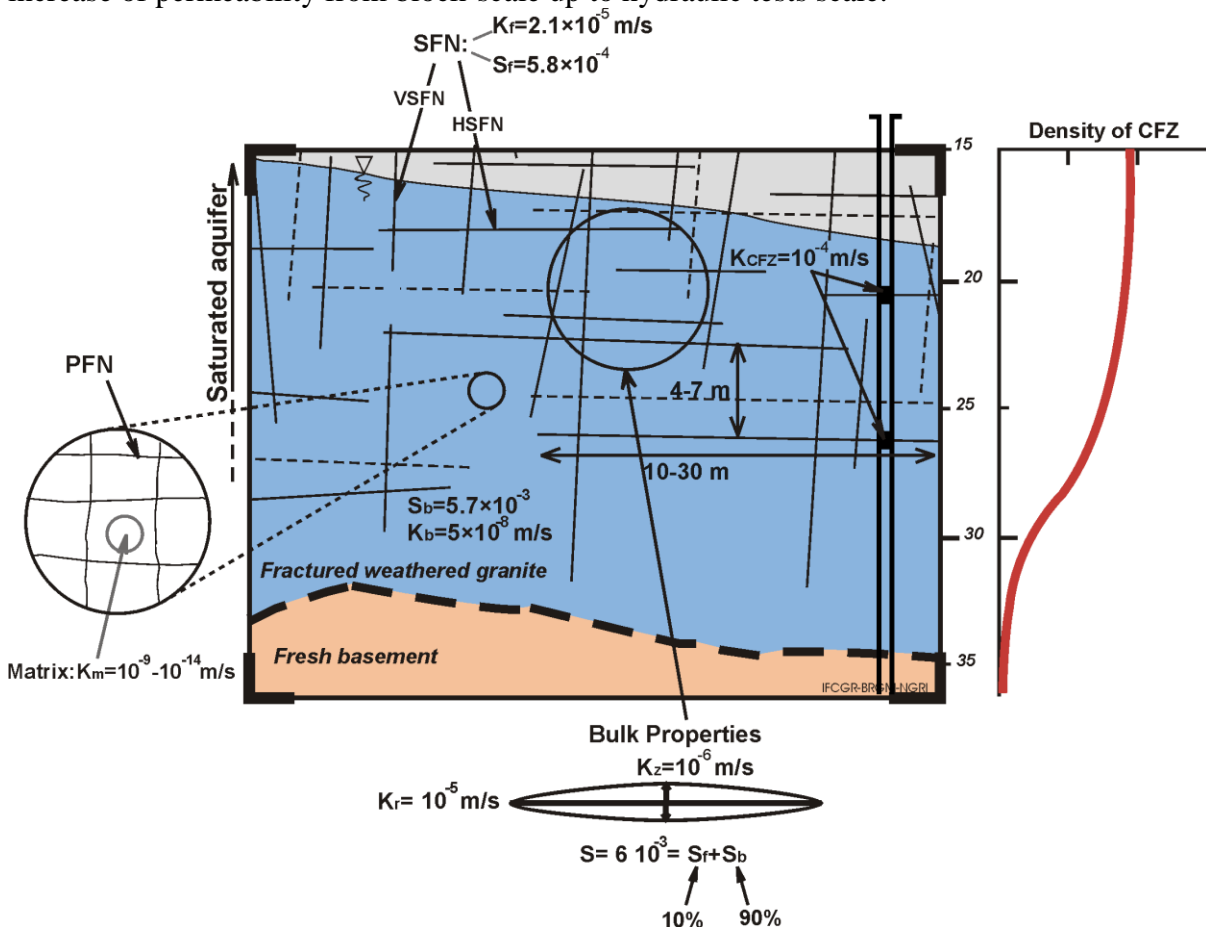 increase of permeability from block scale up to hydraulic tests scale.
SFN:
Kf=2.1×10⁻⁵ m/s
Sf=5.8×10⁻⁴
VSFN
HSFN
Density of CFZ
15
20
25
30
35
Saturated aquifer
KCFZ=10⁻⁴ m/s
PFN
4-7 m
10-30 m
Sb=5.7×10⁻³
Kb=5×10⁻⁸ m/s
Fractured weathered granite
Fresh basement
Matrix: Km=10⁻⁹-10⁻¹⁴ m/s
IFCGR-BRGM-NGRI
Bulk Properties
Kz=10⁻⁶ m/s
Kr= 10⁻⁵ m/s
S= 6 10⁻³= Sf+Sb
10% 90%